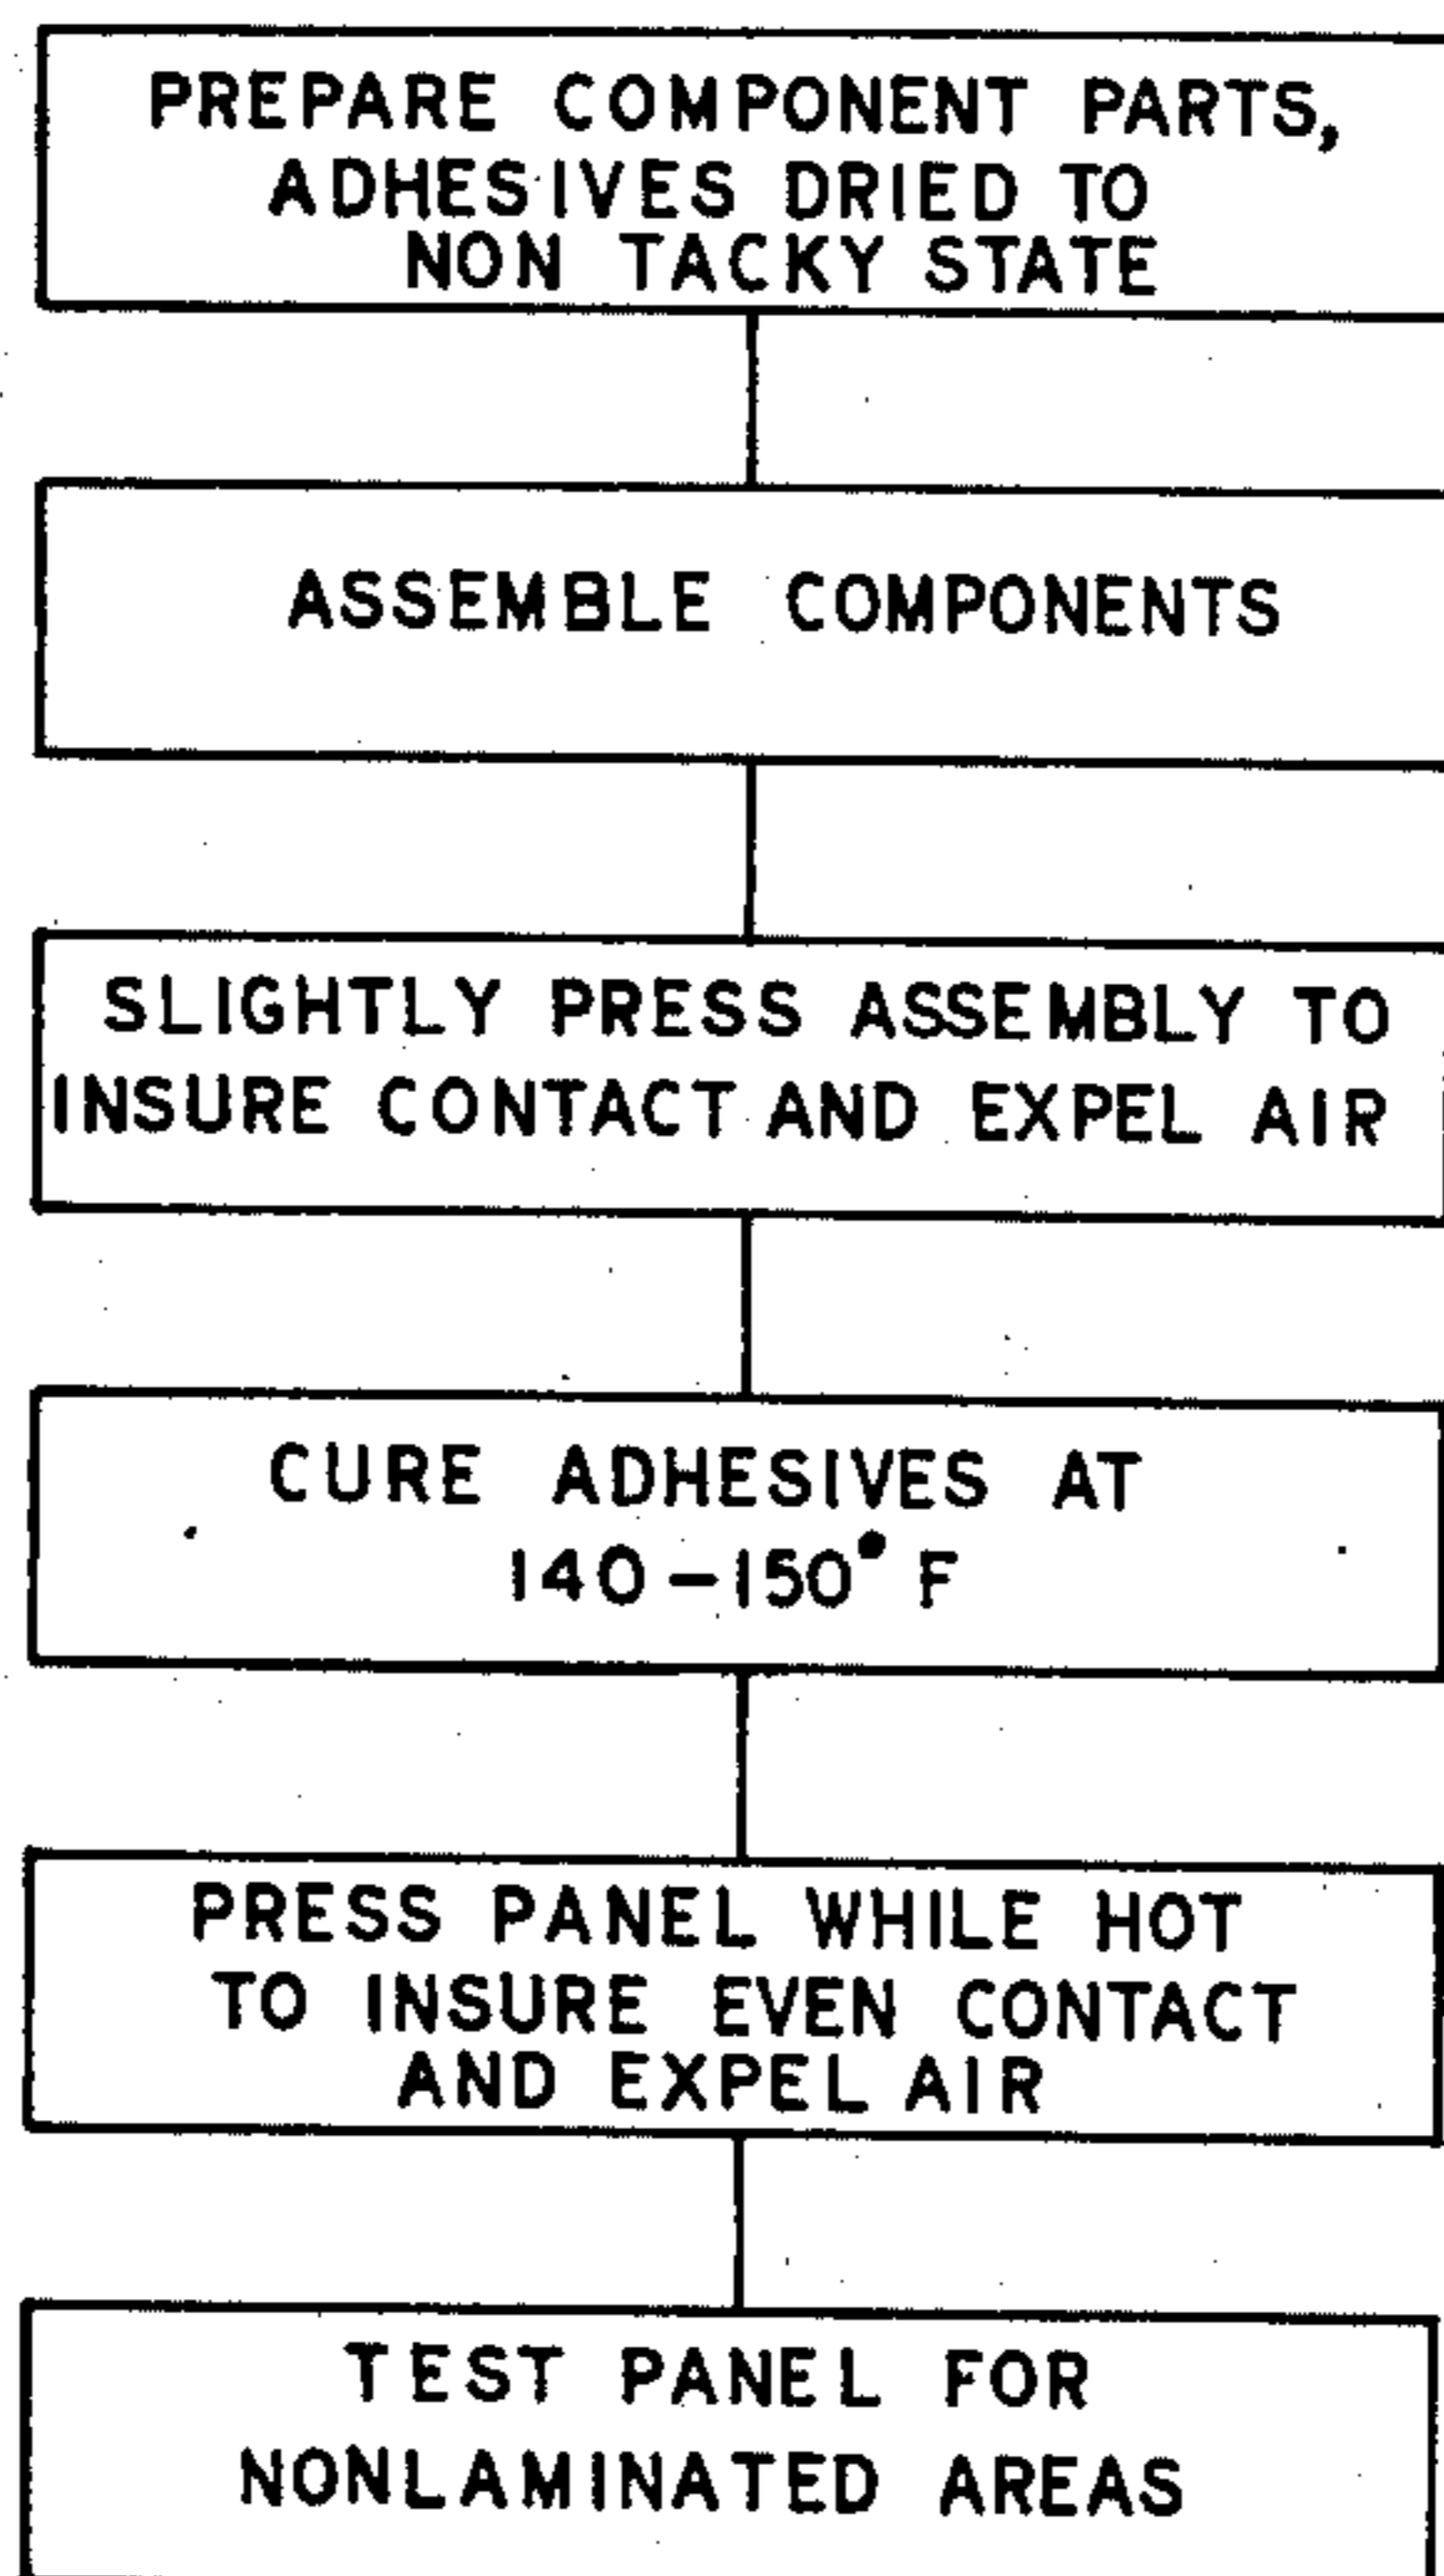 PREPARE COMPONENT PARTS,
ADHESIVES DRIED TO
NON TACKY STATE
ASSEMBLE COMPONENTS
SLIGHTLY PRESS ASSEMBLY TO
INSURE CONTACT AND EXPEL AIR
CURE ADHESIVES AT
140-150° F
PRESS PANEL WHILE HOT
TO INSURE EVEN CONTACT
AND EXPEL AIR
TEST PANEL FOR
NONLAMINATED AREAS